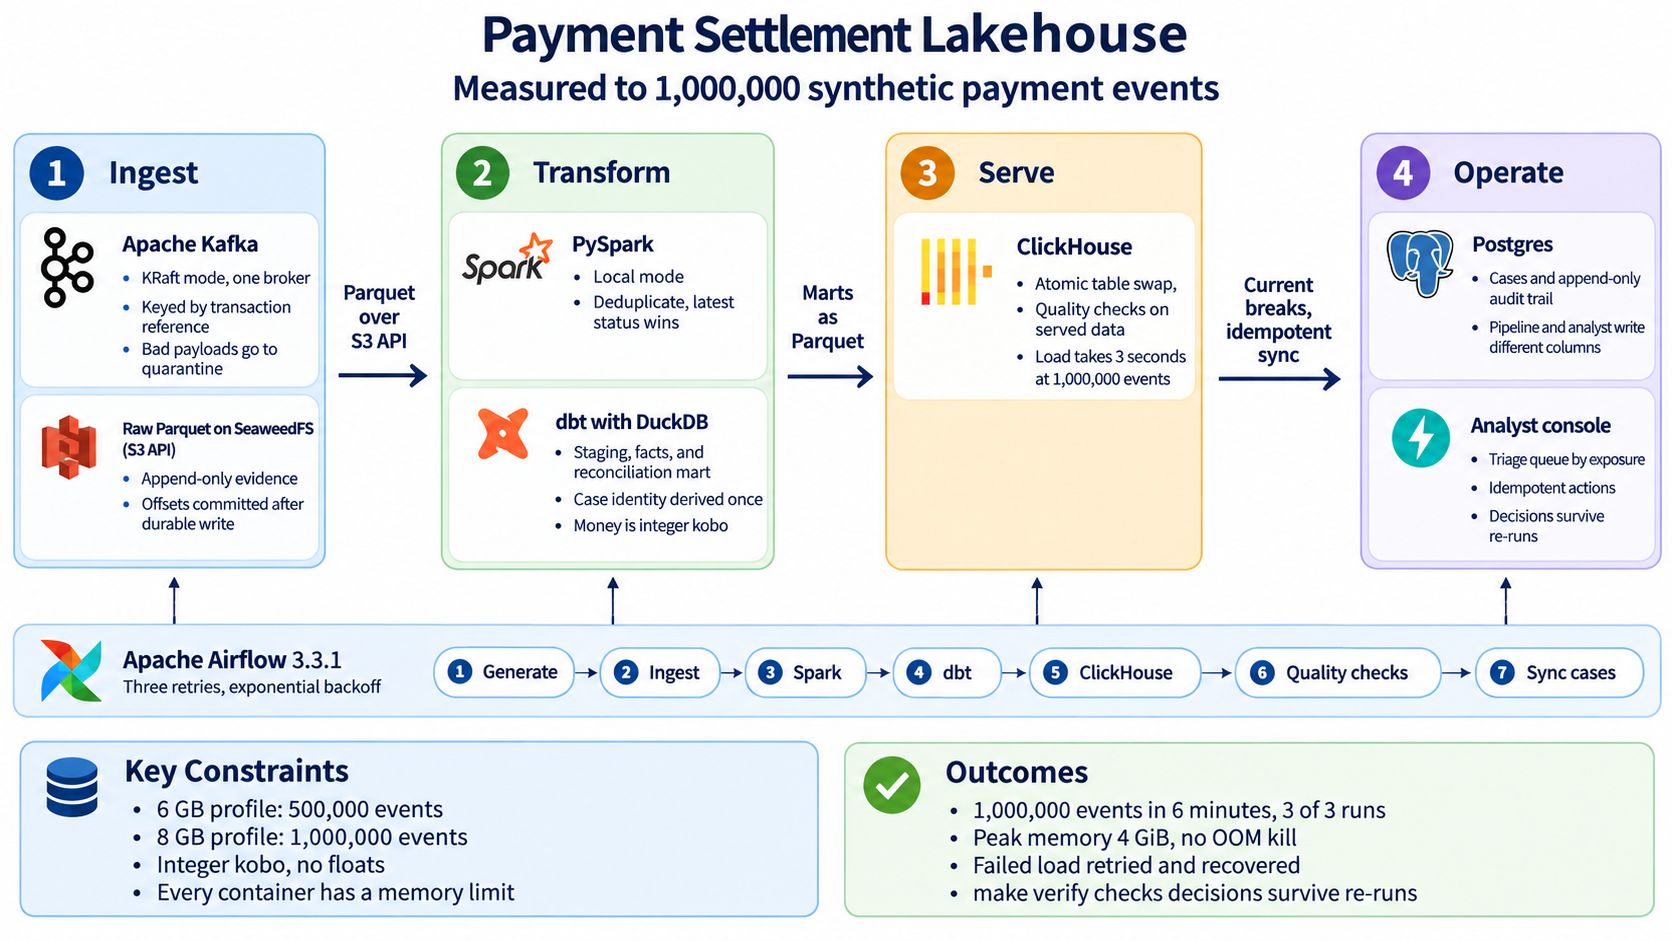 Payment Settlement Lakehouse
Measured to 1,000,000 synthetic payment events
1 Ingest
Apache Kafka
• KRaft mode, one broker
• Keyed by transaction
reference
• Bad payloads go to
quarantine
Raw Parquet on SeaweedFS
(S3 API)
• Append-only evidence
• Offsets committed after
durable write
Parquet
over
S3 API
2 Transform
Spark
PySpark
• Local mode
• Deduplicate, latest
status wins
dbt with DuckDB
• Staging, facts, and
reconciliation mart
• Case identity derived once
• Money is integer kobo
Marts
as
Parquet
3 Serve
ClickHouse
• Atomic table swap,
• Quality checks on
served data
• Load takes 3 seconds
at 1,000,000 events
Current
breaks,
idempotent
sync
4 Operate
Postgres
• Cases and append-only
audit trail
• Pipeline and analyst write
different columns
Analyst console
• Triage queue by exposure
• Idempotent actions
• Decisions survive
re-runs
Apache Airflow 3.3.1
Three retries, exponential backoff
1 Generate
2 Ingest
3 Spark
4 dbt
5 ClickHouse
6 Quality checks
7 Sync cases
Key Constraints
• 6 GB profile: 500,000 events
• 8 GB profile: 1,000,000 events
• Integer kobo, no floats
• Every container has a memory limit
Outcomes
• 1,000,000 events in 6 minutes, 3 of 3 runs
• Peak memory 4 GiB, no OOM kill
• Failed load retried and recovered
• make verify checks decisions survive re-runs